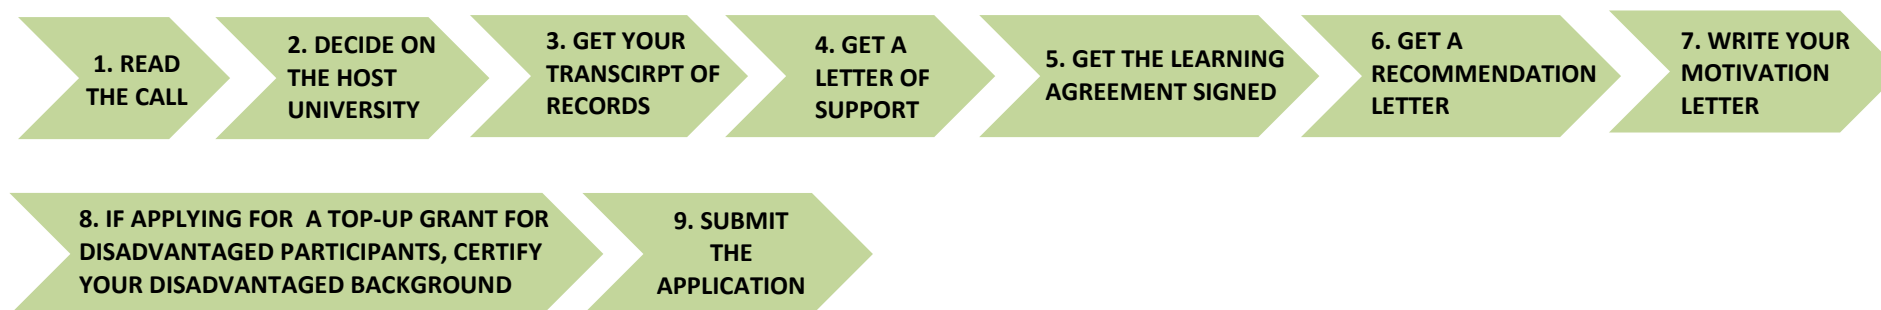 1. READ
THE CALL
2. DECIDE ON
THE HOST
UNIVERSITY
3. GET YOUR
TRANSCIRPT OF
RECORDS
4. GET A
LETTER OF
SUPPORT
5. GET THE LEARNING
AGREEMENT SIGNED
6. GET A
RECOMMENDATION
LETTER
7. WRITE YOUR
MOTIVATION
LETTER
8. IF APPLYING FOR A TOP-UP GRANT FOR
DISADVANTAGED PARTICIPANTS, CERTIFY
YOUR DISADVANTAGED BACKGROUND
9. SUBMIT
THE
APPLICATION